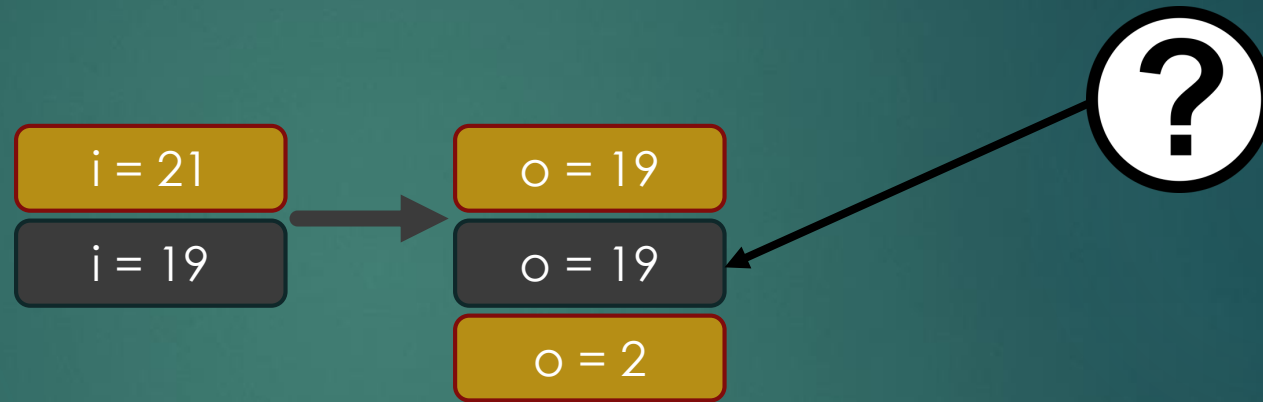 ?
i = 21
o = 19
i = 19
o = 19
o = 2